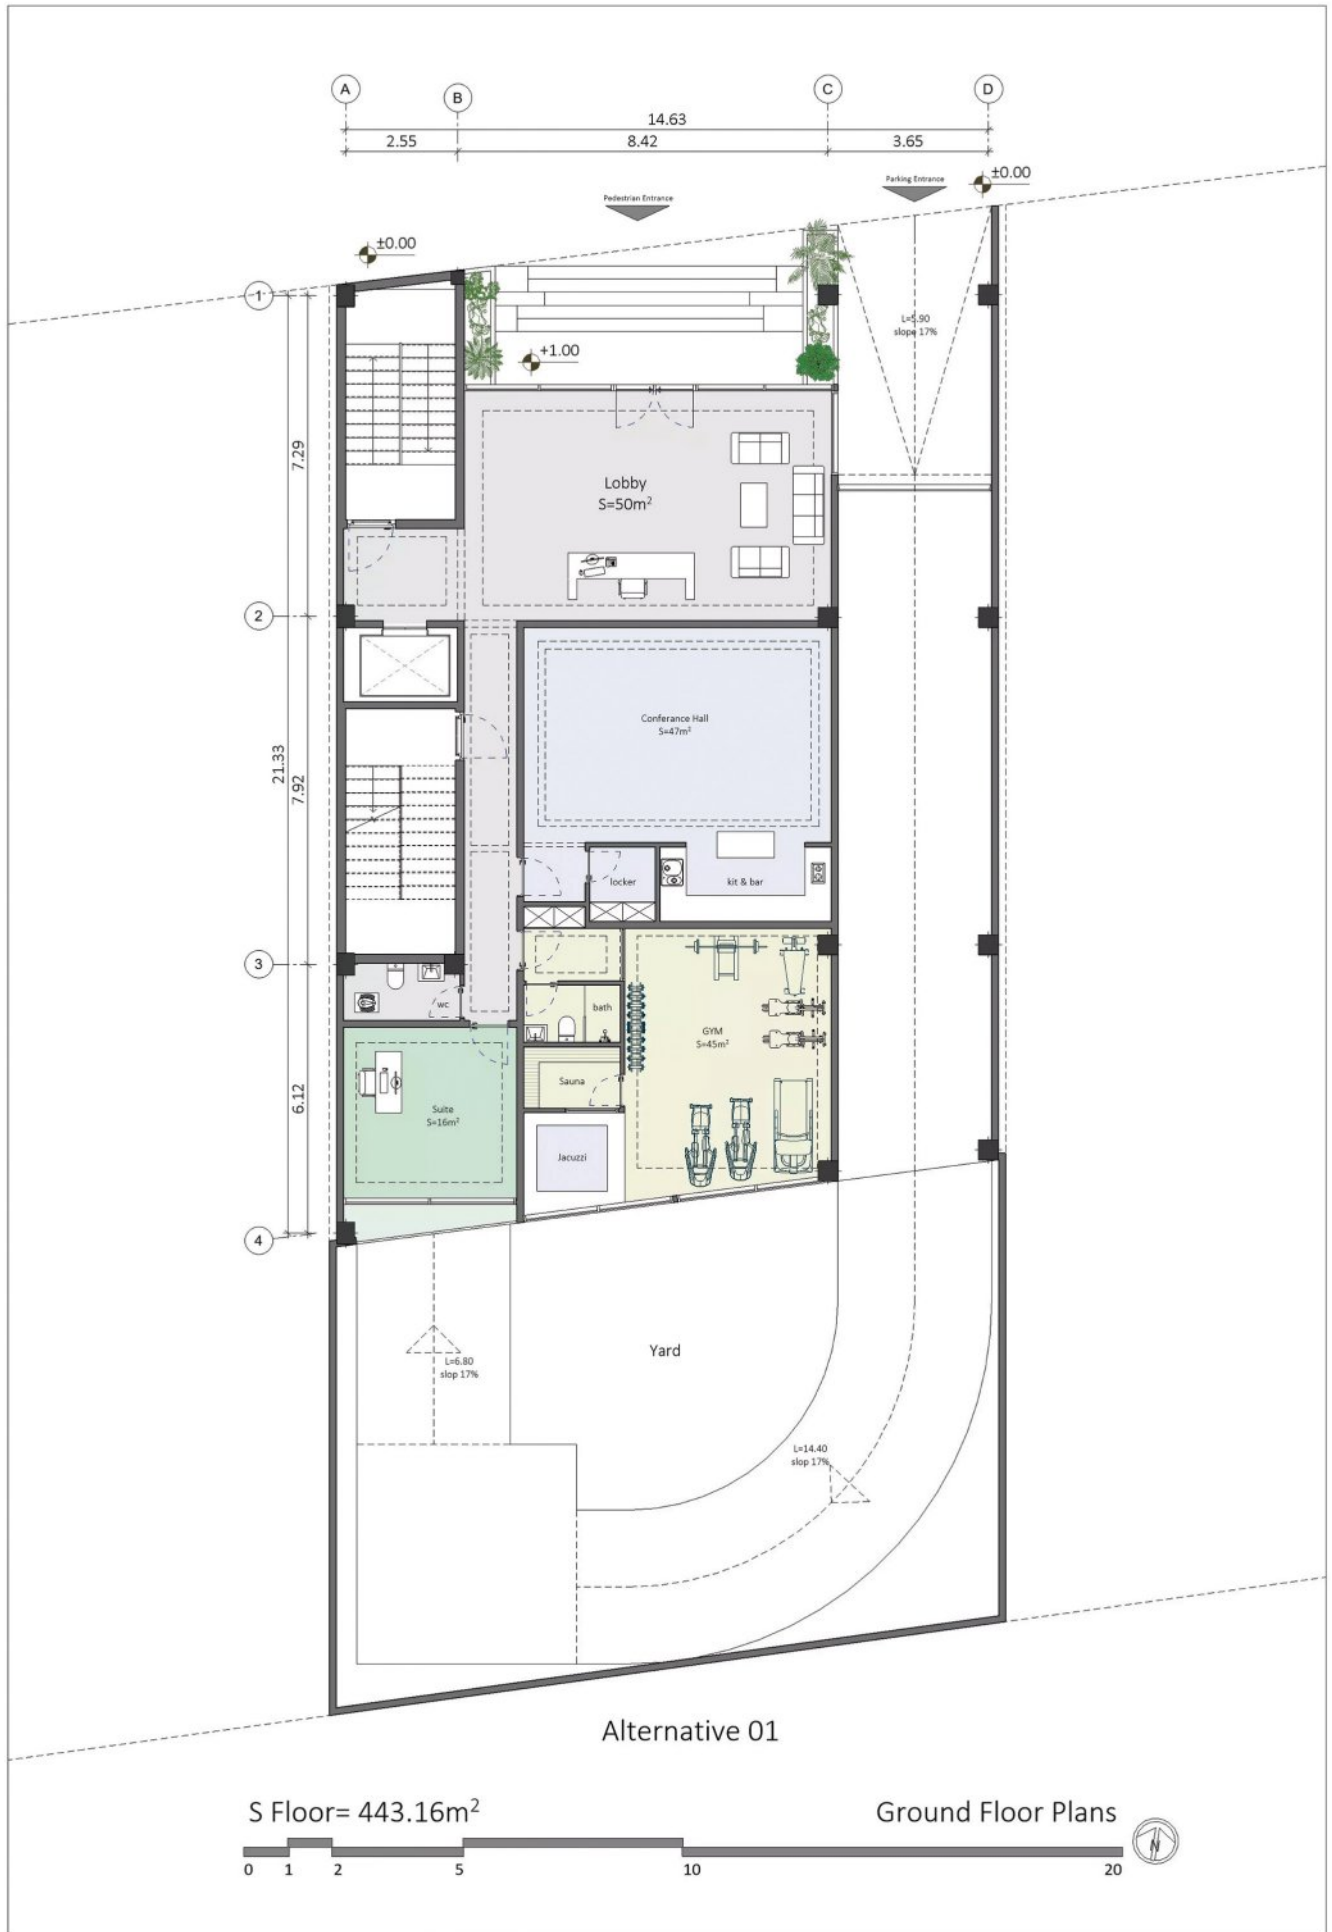 A
B
C
D
14.63
2.55
8.42
3.65
±0.00
Parking Entrance
Pedestrian Entrance
±0.00
1
L=5.90
slope 17%
+1.00
7.29
Lobby
S=50m²
2
Conferance Hall
S=47m²
21.33
7.92
locker
kit & bar
3
wc
bath
GYM
S=45m²
Sauna
6.12
Suite
S=16m²
Jacuzzi
4
Yard
L=6.80
slop 17%
L=14.40
slop 17%
Alternative 01
S Floor= 443.16m²
Ground Floor Plans
N
0 1 2 5 10 20